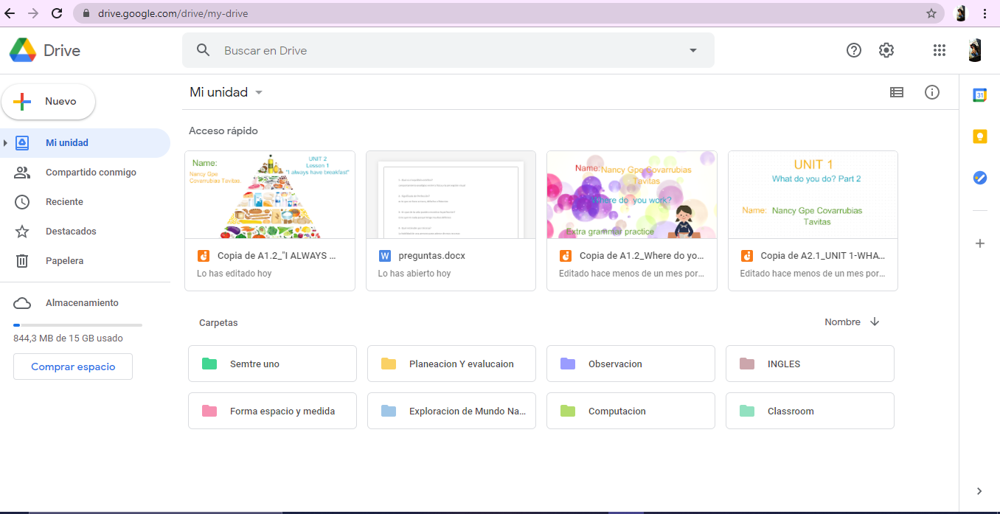 drive.google.com/drive/my-drive
Drive
Buscar en Drive
Nuevo
Mi unidad
Compartido conmigo
Reciente
Destacados
Papelera
Almacenamiento
844,3 MB de 15 GB usado
Comprar espacio
Mi unidad
Acceso rápido
Name:
Nancy Gpe
Covarrubias Tavitas.
UNIT 2
Lesson 1
"I always have breakfast"
Copia de A1.2_"I ALWAYS ...
Lo has editado hoy
preguntas.docx
Lo has abierto hoy
Name: Nancy Gpe Covarrubias
Tavitas
Where do you work?
Extra grammar practice
Copia de A1.2_Where do yo...
Editado hace menos de un mes por...
UNIT 1
What do you do? Part 2
Name: Nancy Gpe Covarrubias
Tavitas
Copia de A2.1_UNIT 1-WHA...
Editado hace menos de un mes por...
Carpetas
Nombre
Semtre uno
Planeacion Y evalucaion
Observacion
INGLES
Forma espacio y medida
Exploracion de Mundo Na...
Computacion
Classroom
31